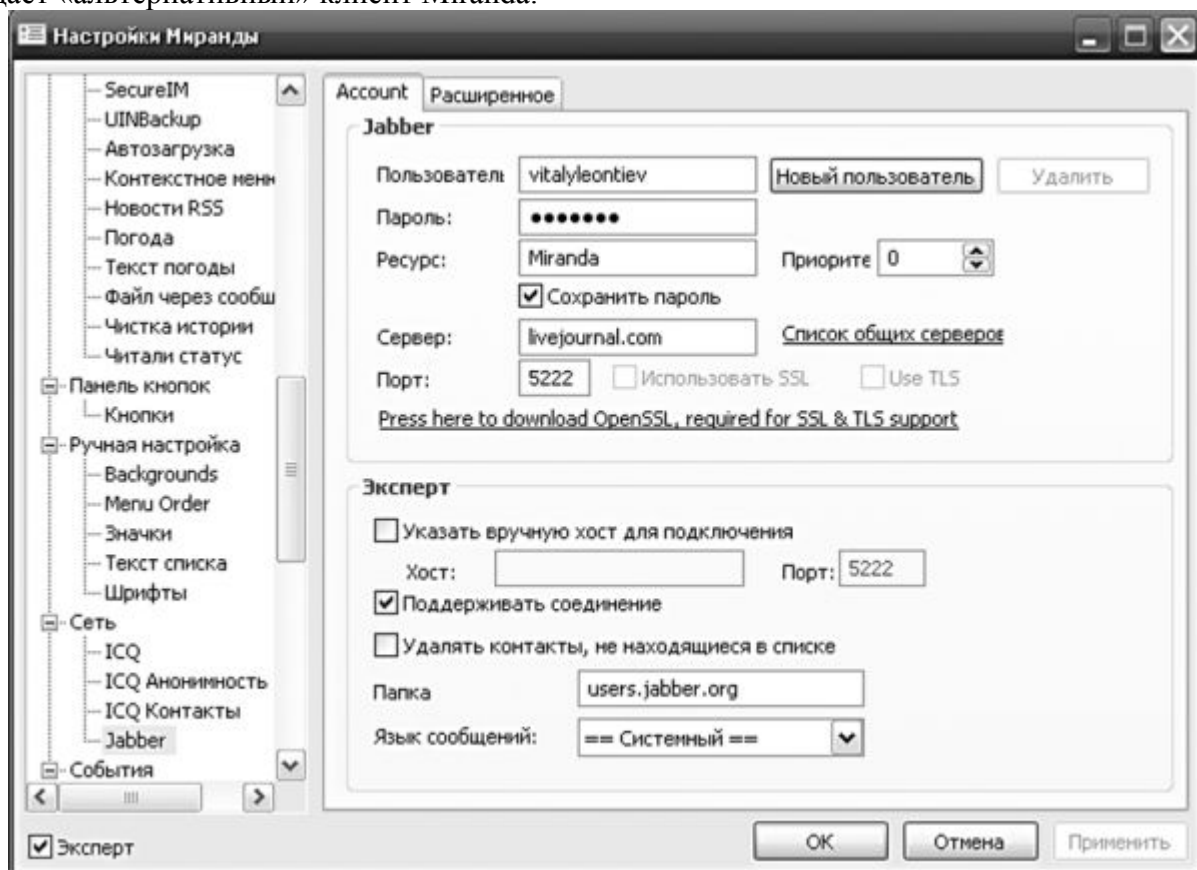 «альтернативный» клиент Miranda.
Настройки Миранды
SecureIM
UINBackup
Автозагрузка
Контекстное мен
Новости RSS
Погода
Текст погоды
Файл через сообщ
Чистка истории
Читали статус
Панель кнопок
Кнопки
Ручная настройка
Backgrounds
Menu Order
Значки
Текст списка
Шрифты
Сеть
ICQ
ICQ Анонимность
ICQ Контакты
Jabber
События
Эксперт
Account Расширенное
Jabber
Пользователь vitalyleontiev Новый пользователь Удалить
Пароль: •••••••
Ресурс: Miranda Приорите 0
Сохранить пароль
Сервер: livejournal.com Список общих серверов
Порт: 5222 Использовать SSL Use TLS
Press here to download OpenSSL, required for SSL & TLS support
Эксперт
Указать вручную хост для подключения
Хост: Порт: 5222
Поддерживать соединение
Удалять контакты, не находящиеся в списке
Папка users.jabber.org
Язык сообщений: == Системный ==
OK Отмена Применить